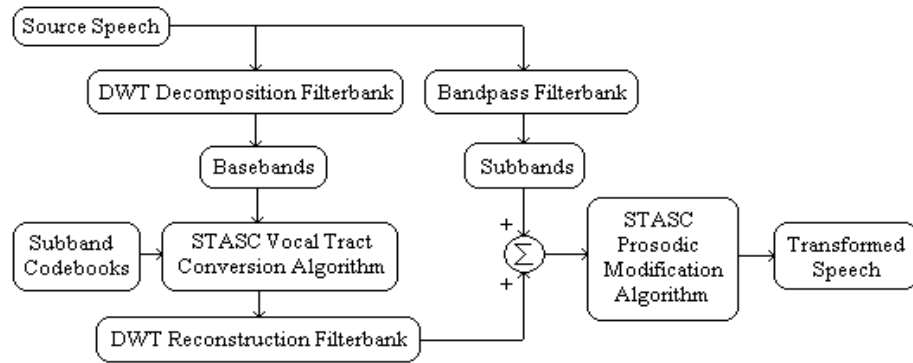 Source Speech
DWT Decomposition Filterbank
Bandpass Filterbank
Basebands
Subbands
Subband
Codebooks
STASC Vocal Tract
Conversion Algorithm
+
Σ
+
STASC
Prosodic
Modification
Algorithm
Transformed
Speech
DWT Reconstruction Filterbank